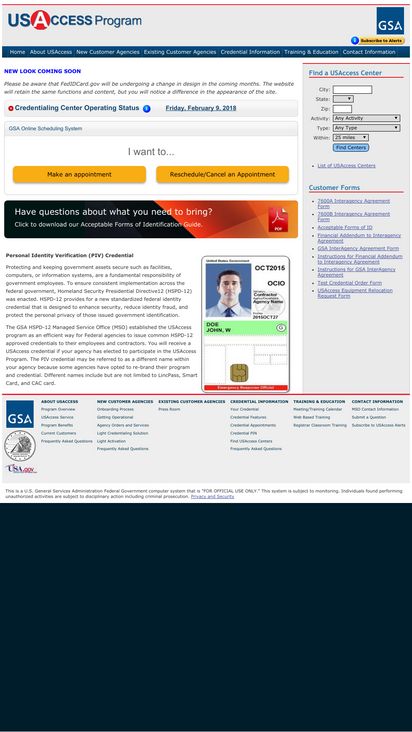 USAccess Program
GSA
Subscribe to Alerts
Home About USAccess New Customer Agencies Existing Customer Agencies Credential Information Training & Education Contact Information
NEW LOOK COMING SOON
Please be aware that FedIDCard.gov will be undergoing a change in design in the coming months. The website
will retain the same functions and content, but you will notice a difference in the appearance of the site.
Credentialing Center Operating Status Friday, February 9, 2018
GSA Online Scheduling System
I want to...
Make an appointment
Reschedule/Cancel an Appointment
Have questions about what you need to bring?
Click to download our Acceptable Forms of Identification Guide.
PDF
Personal Identity Verification (PIV) Credential
Protecting and keeping government assets secure such as facilities,
computers, or information systems, are a fundamental responsibility of
government employees. To ensure consistent implementation across the
federal government, Homeland Security Presidential Directive12 (HSPD-12)
was enacted. HSPD-12 provides for a new standardized federal identity
credential that is designed to enhance security, reduce identity fraud, and
protect the personal privacy of those issued government identification.
The GSA HSPD-12 Managed Service Office (MSO) established the USAccess
program as an efficient way for Federal agencies to issue common HSPD-12
approved credentials to their employees and contractors. You will receive a
USAccess credential if your agency has elected to participate in the USAccess
Program. The PIV credential may be referred to as a different name within
your agency because some agencies have opted to re-brand their program
and credential. Different names include but are not limited to LincPass, Smart
Card, and CAC card.
United States Government
OCT2015
OCIO
Contractor
Agency Name
2015OCT27
DOE
JOHN, W
G
Emergency Response Official
Find a USAccess Center
City:
State:
Zip:
Activity: Any Activity
Type: Any Type
Within: 25 miles
Find Centers
List of USAccess Centers
Customer Forms
7600A Interagency Agreement
Form
7600B Interagency Agreement
Form
Acceptable Forms of ID
Financial Addendum to Interagency
Agreement
GSA InterAgency Agreement Form
Instructions for Financial Addendum
to Interagency Agreement
Instructions for GSA InterAgency
Agreement
Test Credential Order Form
USAccess Equipment Relocation
Request Form
GSA
USA.gov
ABOUT USACCESS
Program Overview
USAccess Service
Program Benefits
Current Customers
Frequently Asked Questions
NEW CUSTOMER AGENCIES
Onboarding Process
Getting Operational
Agency Orders and Services
Light Credentialing Solution
Light Activation
Frequently Asked Questions
EXISTING CUSTOMER AGENCIES
Press Room
CREDENTIAL INFORMATION
Your Credential
Credential Features
Credential Appointments
Credential PIN
Find USAccess Centers
Frequently Asked Questions
TRAINING & EDUCATION
Meeting/Training Calendar
Web Based Training
Registrar Classroom Training
CONTACT INFORMATION
MSO Contact Information
Submit a Question
Subscribe to USAccess Alerts
This is a U.S. General Services Administration Federal Government computer system that is "FOR OFFICIAL USE ONLY." This system is subject to monitoring. Individuals found performing
unauthorized activities are subject to disciplinary action including criminal prosecution. Privacy and Security